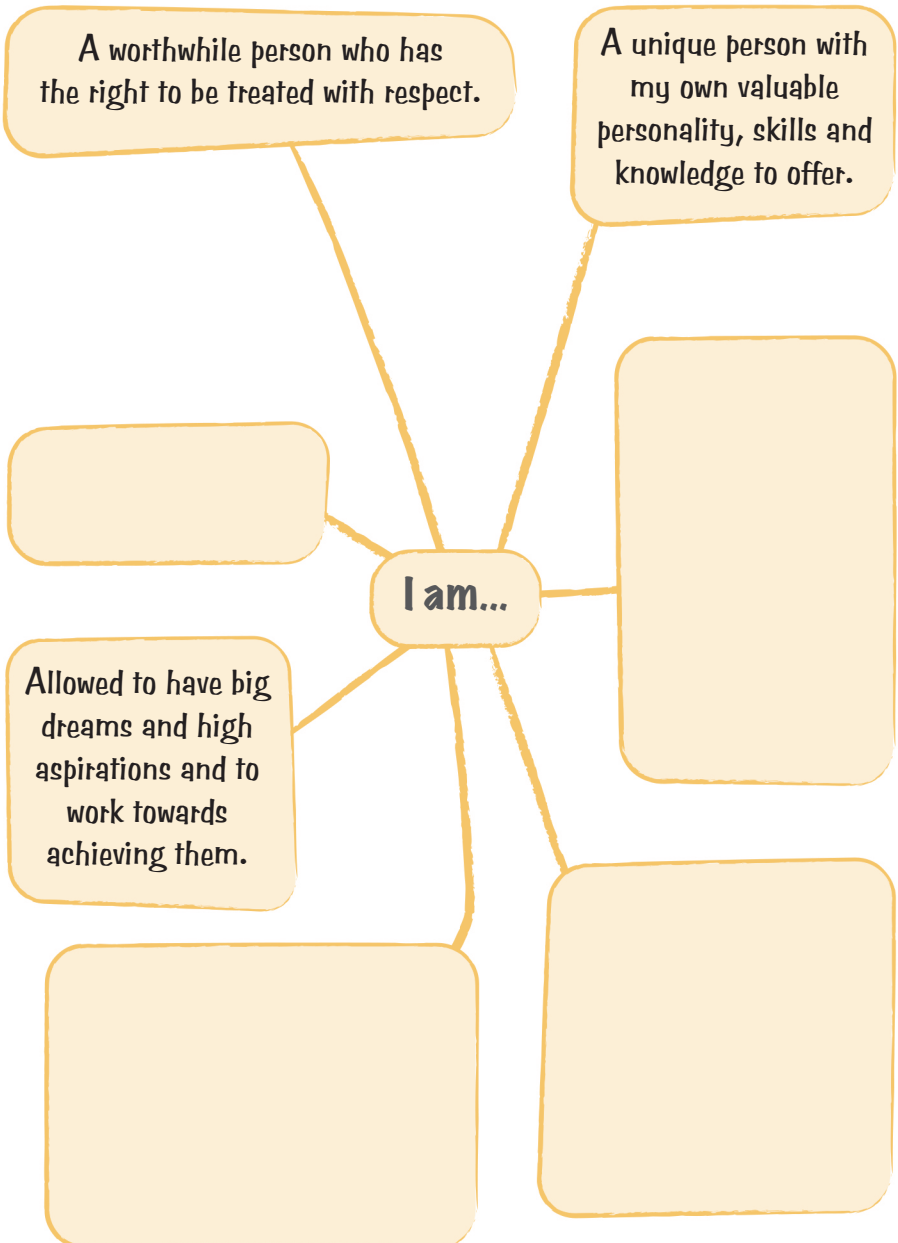 A worthwhile person who has
the right to be treated with respect.
A unique person with
my own valuable
personality, skills and
knowledge to offer.
I am...
Allowed to have big
dreams and high
aspirations and to
work towards
achieving them.